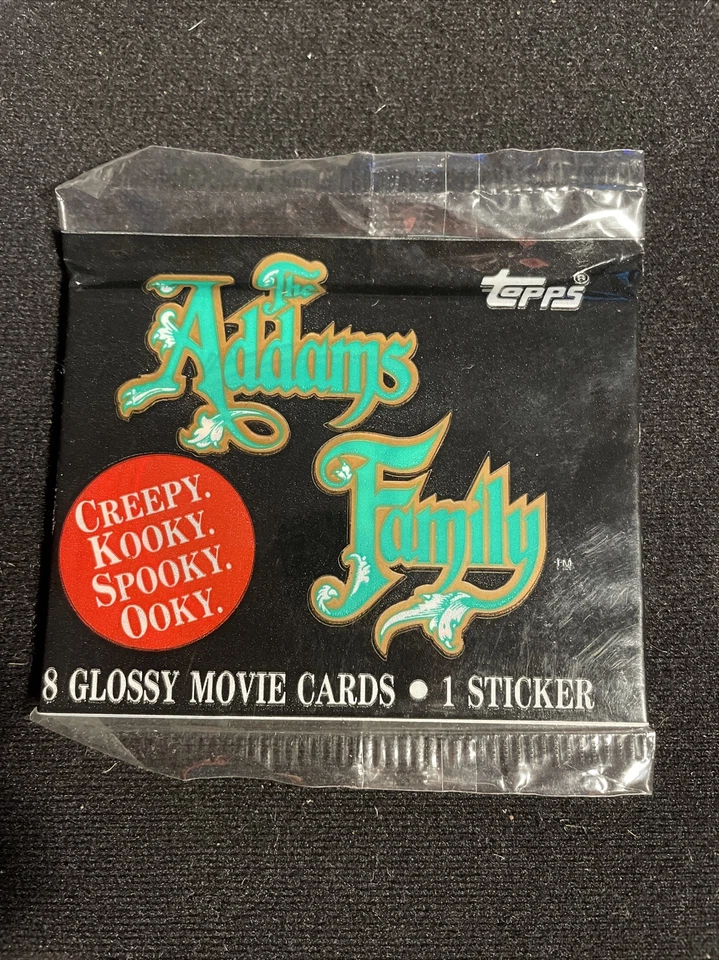 The
Addams
Family
TM
topps®
CREEPY.
KOOKY.
SPOOKY.
OOKY.
8 GLOSSY MOVIE CARDS • 1 STICKER